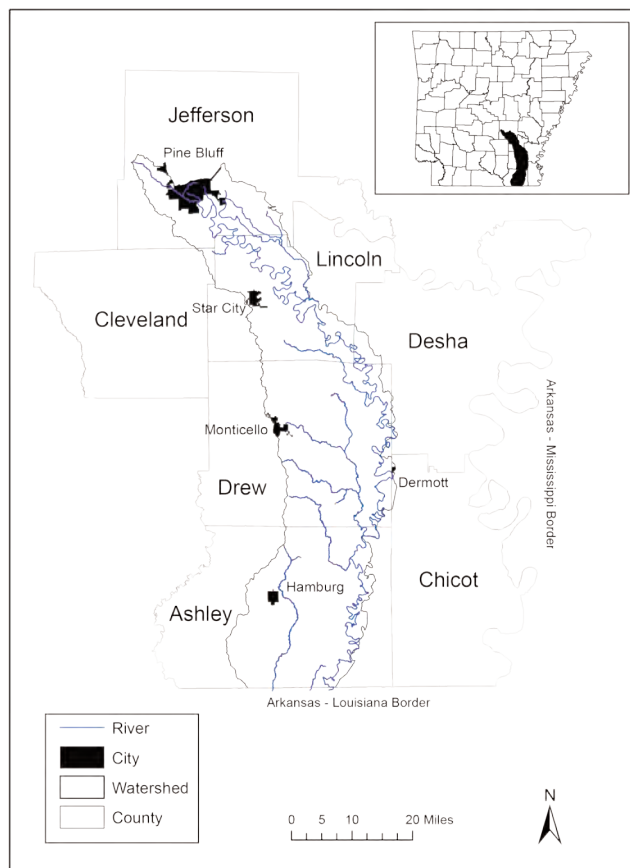 Jefferson
Pine Bluff
Lincoln
Star City
Cleveland
Desha
Arkansas - Mississippi Border
Monticello
Drew
Dermott
Hamburg
Chicot
Ashley
Arkansas - Louisiana Border
River
City
Watershed
County
0 5 10 20 Miles
N